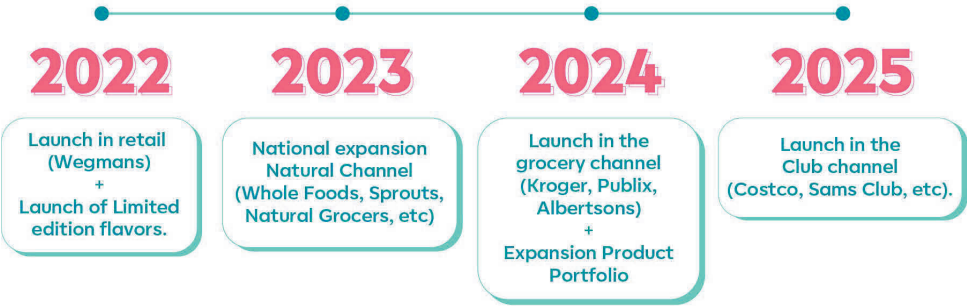 2022
Launch in retail
(Wegmans)
+
Launch of Limited
edition flavors.
2023
National expansion
Natural Channel
(Whole Foods, Sprouts,
Natural Grocers, etc)
2024
Launch in the
grocery channel
(Kroger, Publix,
Albertsons)
+
Expansion Product
Portfolio
2025
Launch in the
Club channel
(Costco, Sams Club, etc).